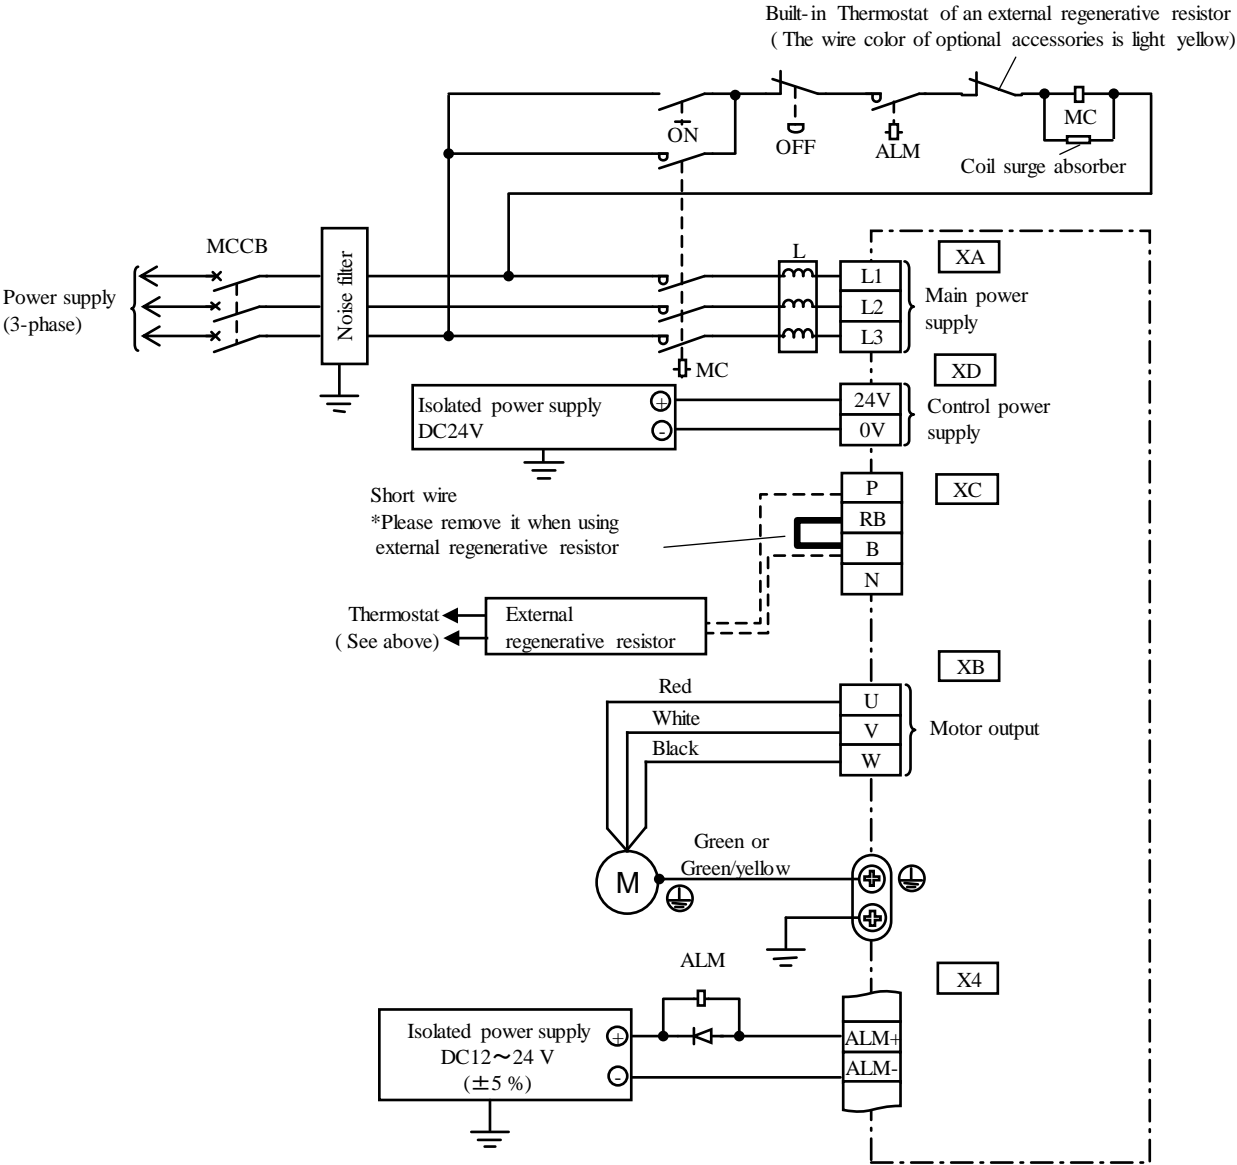 Built-in Thermostat of an external regenerative resistor
( The wire color of optional accessories is light yellow)
ON
OFF
ALM
MC
Coil surge absorber
MCCB
Noise filter
L
Power supply
(3-phase)
L1
L2
L3
XA
Main power
supply
MC
XD
Isolated power supply
DC24V
+
-
24V
0V
Control power
supply
Short wire
*Please remove it when using
external regenerative resistor
P
RB
B
N
XC
Thermostat
( See above)
External
regenerative resistor
XB
Red
White
Black
U
V
W
Motor output
M
Green or
Green/yellow
ALM
X4
Isolated power supply
DC12～24 V
(±5 %)
+
-
ALM+
ALM-